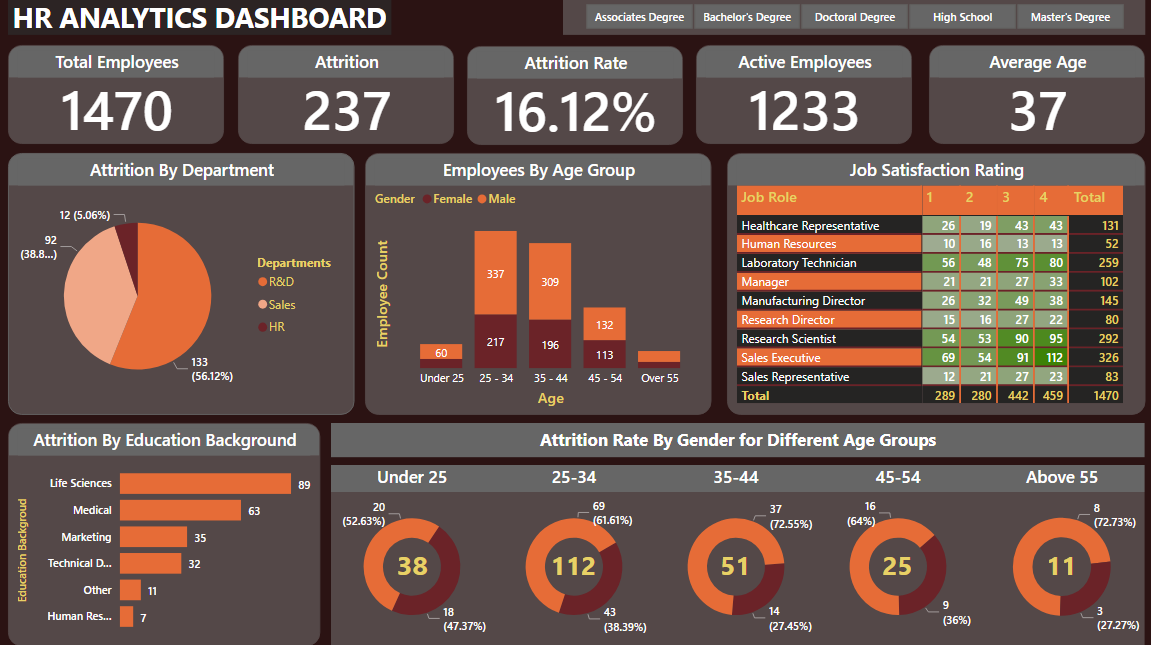 HR ANALYTICS DASHBOARD
Associates Degree Bachelor's Degree Doctoral Degree High School Master's Degree
Total Employees
1470
Attrition
237
Attrition Rate
16.12%
Active Employees
1233
Average Age
37
Attrition By Department
12 (5.06%)
92
(38.8...)
133
(56.12%)
Departments
R&D
Sales
HR
Employees By Age Group
Gender Female Male
Employee Count
60
337
217
309
196
132
113
Under 25 25 - 34 35 - 44 45 - 54 Over 55
Age
Job Satisfaction Rating
Job Role 1 2 3 4 Total
Healthcare Representative 26 19 43 43 131
Human Resources 10 16 13 13 52
Laboratory Technician 56 48 75 80 259
Manager 21 21 27 33 102
Manufacturing Director 26 32 49 38 145
Research Director 15 16 27 22 80
Research Scientist 54 53 90 95 292
Sales Executive 69 54 91 112 326
Sales Representative 12 21 27 23 83
Total 289 280 442 459 1470
Attrition By Education Background
Education Backgroud
Life Sciences 89
Medical 63
Marketing 35
Technical D... 32
Other 11
Human Res... 7
Attrition Rate By Gender for Different Age Groups
Under 25
20
(52.63%)
38
18
(47.37%)
25-34
69
(61.61%)
112
43
(38.39%)
35-44
37
(72.55%)
51
14
(27.45%)
45-54
16
(64%)
25
9
(36%)
Above 55
8
(72.73%)
11
3
(27.27%)